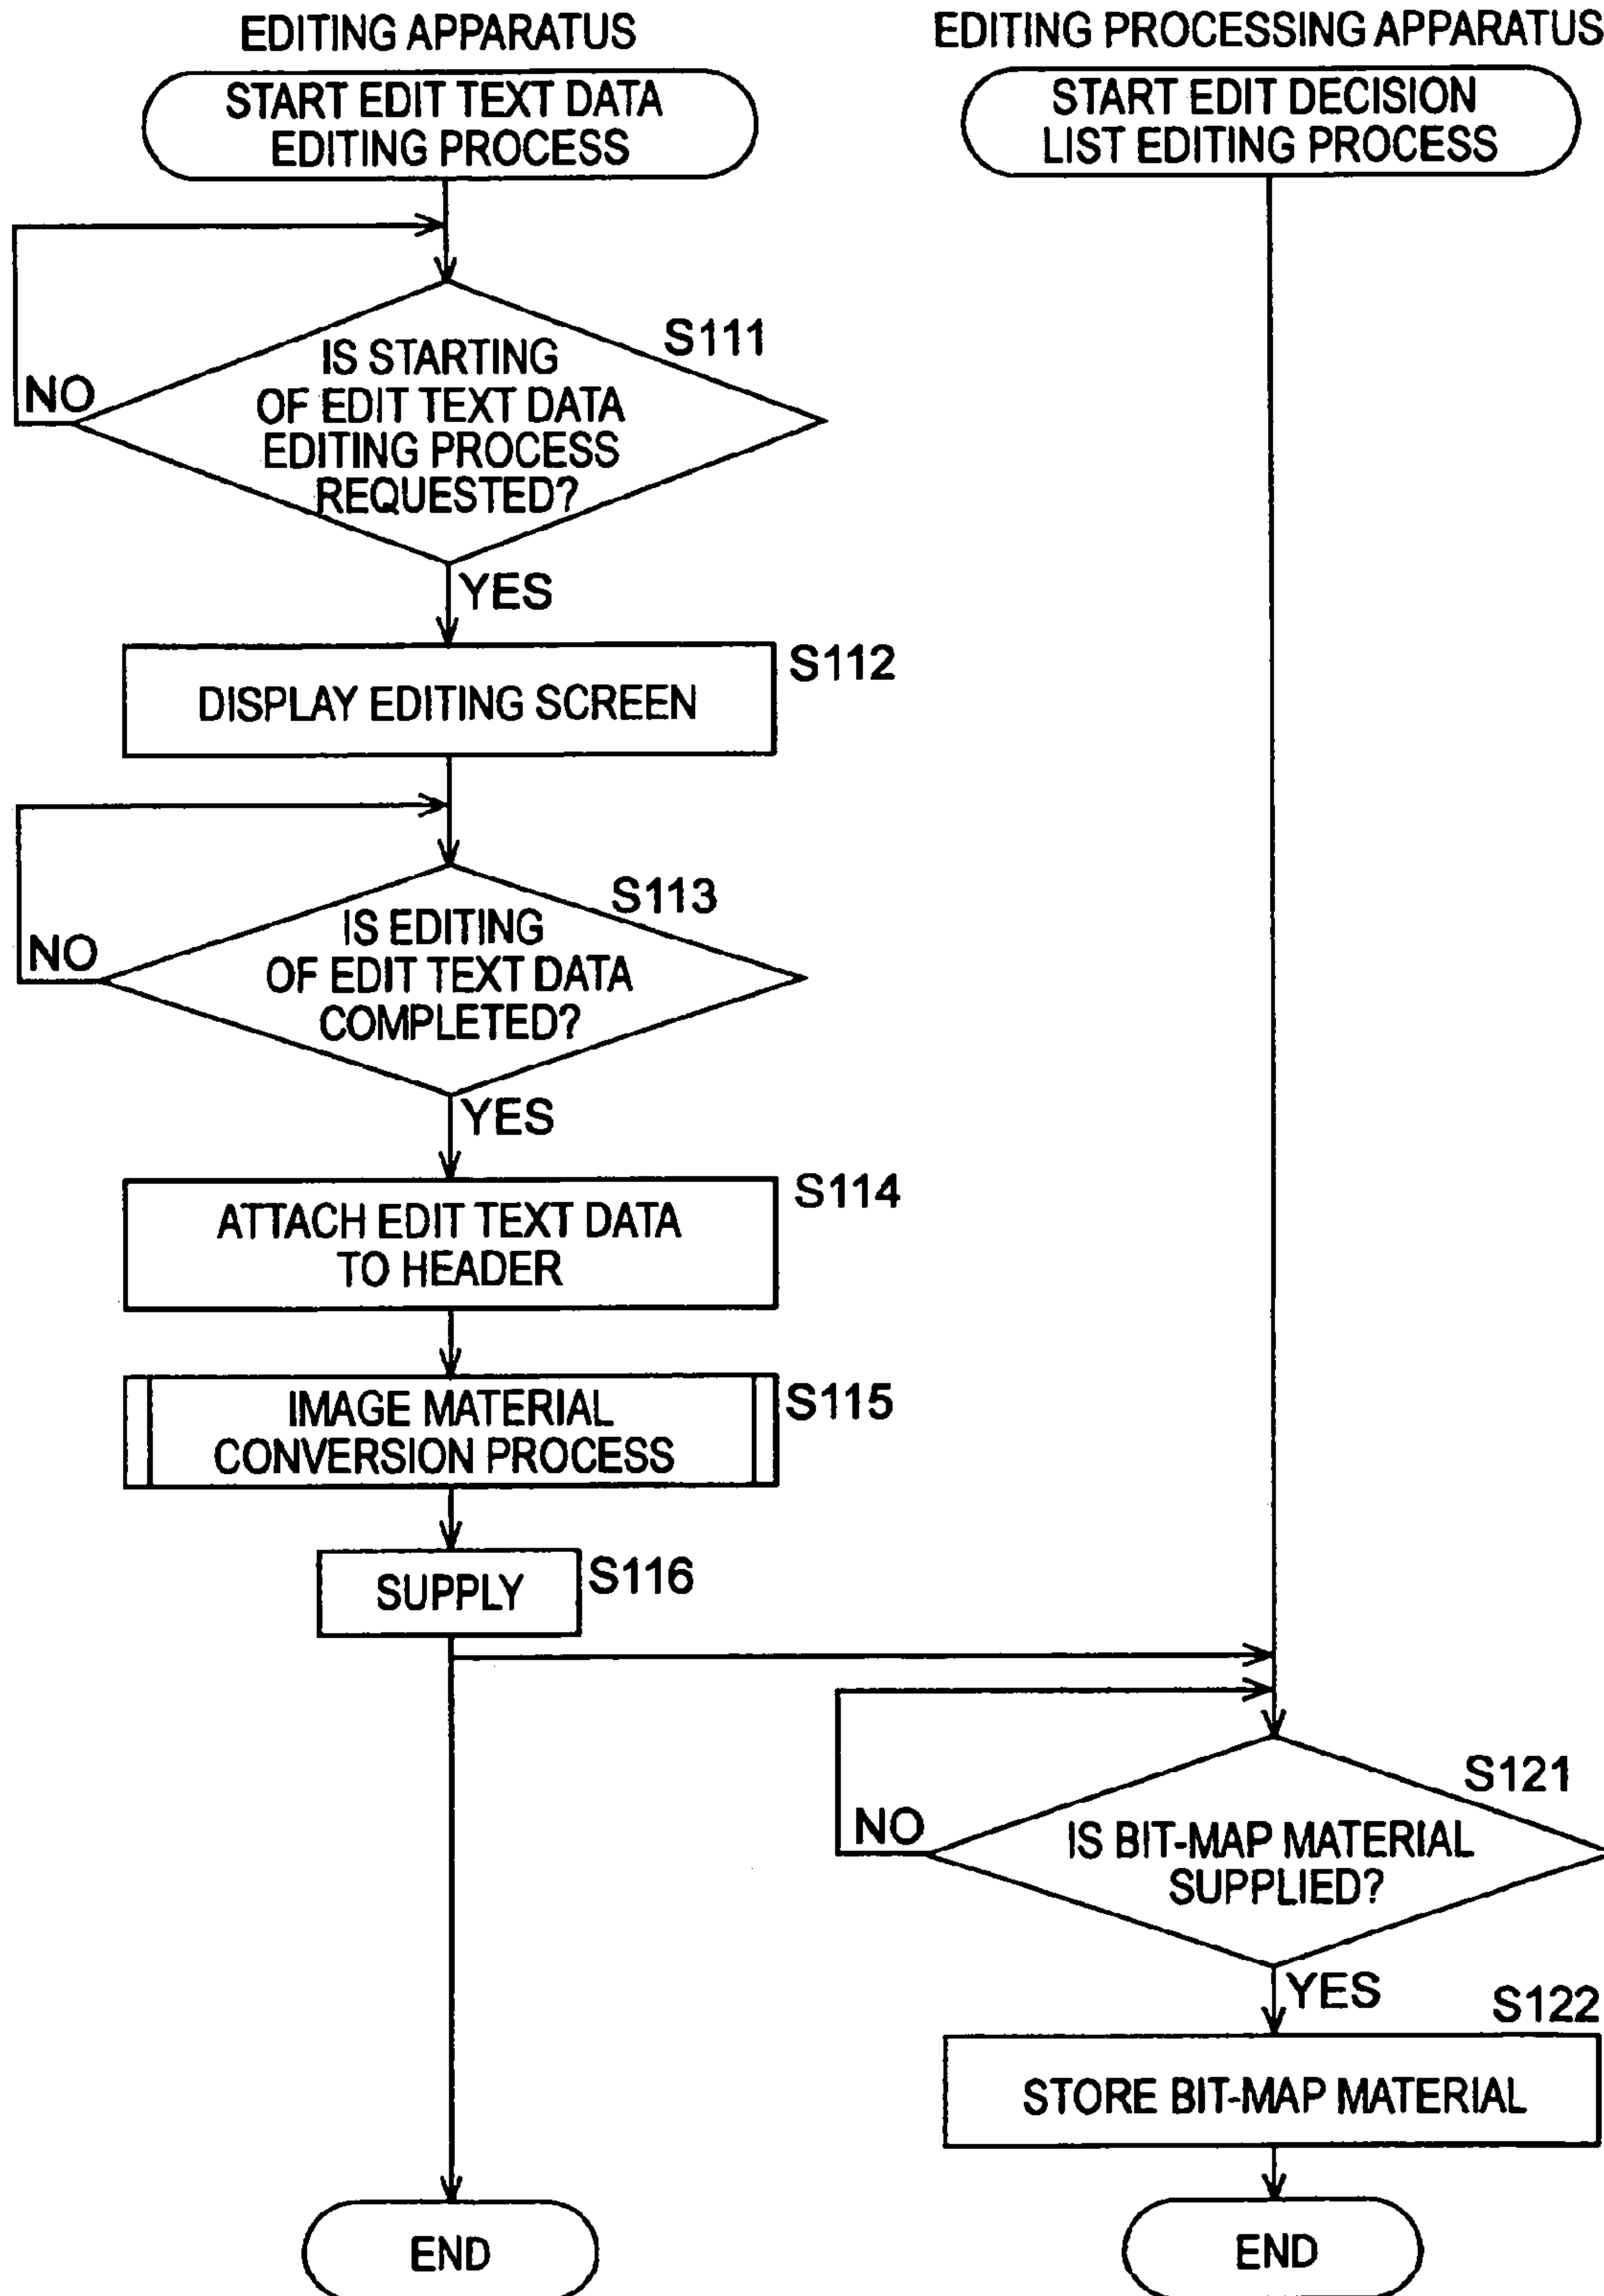 EDITING APPARATUS
START EDIT TEXT DATA
EDITING PROCESS
S111
IS STARTING
OF EDIT TEXT DATA
EDITING PROCESS
REQUESTED?
NO
YES
S112
DISPLAY EDITING SCREEN
S113
IS EDITING
OF EDIT TEXT DATA
COMPLETED?
NO
YES
S114
ATTACH EDIT TEXT DATA
TO HEADER
S115
IMAGE MATERIAL
CONVERSION PROCESS
S116
SUPPLY
END
EDITING PROCESSING APPARATUS
START EDIT DECISION
LIST EDITING PROCESS
S121
IS BIT-MAP MATERIAL
SUPPLIED?
NO
YES
S122
STORE BIT-MAP MATERIAL
END